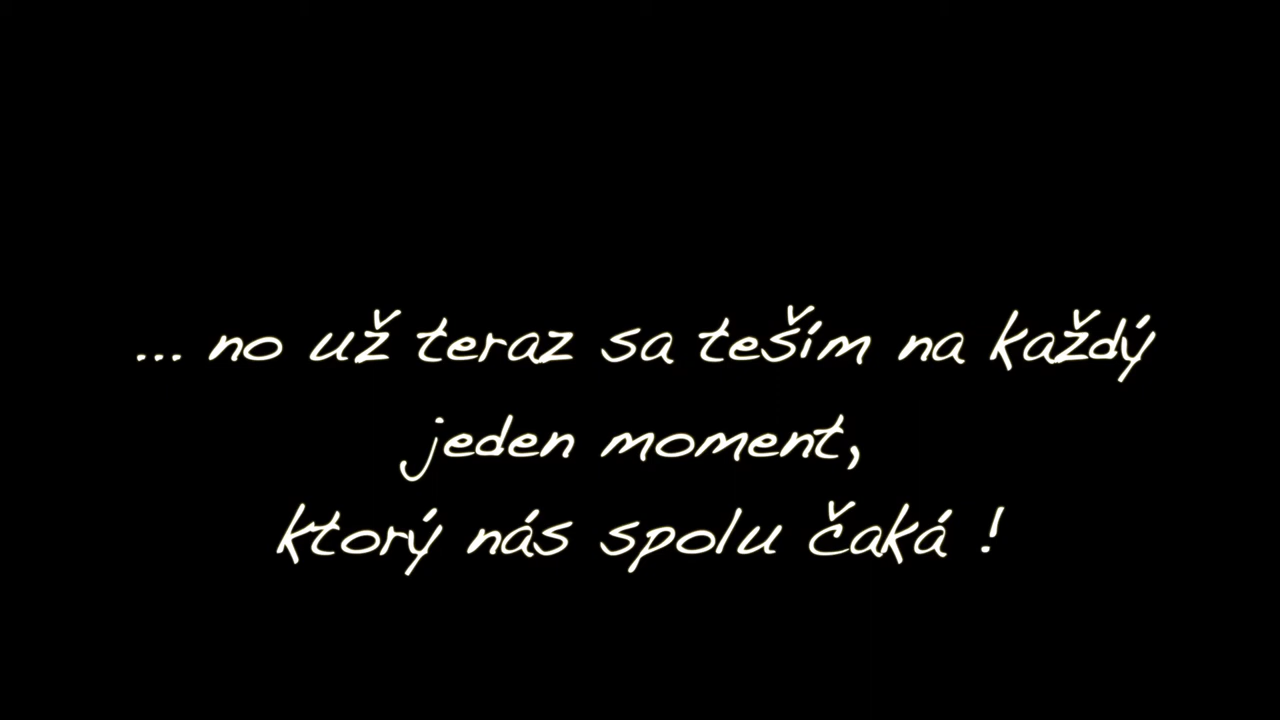 ... no už teraz sa teším na každý
jeden moment,
ktorý nás spolu čaká !